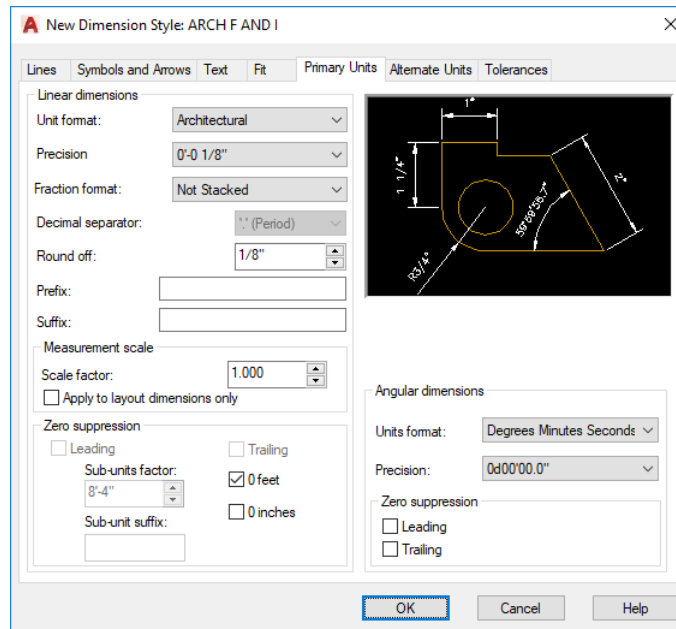 New Dimension Style: ARCH F AND I
Lines Symbols and Arrows Text Fit Primary Units Alternate Units Tolerances
Linear dimensions
Unit format: Architectural
Precision 0'-0 1/8"
Fraction format: Not Stacked
Decimal separator: '.' (Period)
Round off: 1/8"
Prefix:
Suffix:
Measurement scale
Scale factor: 1.000
Apply to layout dimensions only
Zero suppression
Leading Trailing
Sub-units factor: 0 feet
8'-4"
0 inches
Sub-unit suffix:
1"
1 1/4"
2"
59°69'56.7"
R3/4"
Angular dimensions
Units format: Degrees Minutes Seconds
Precision: 0d00'00.0"
Zero suppression
Leading
Trailing
OK Cancel Help